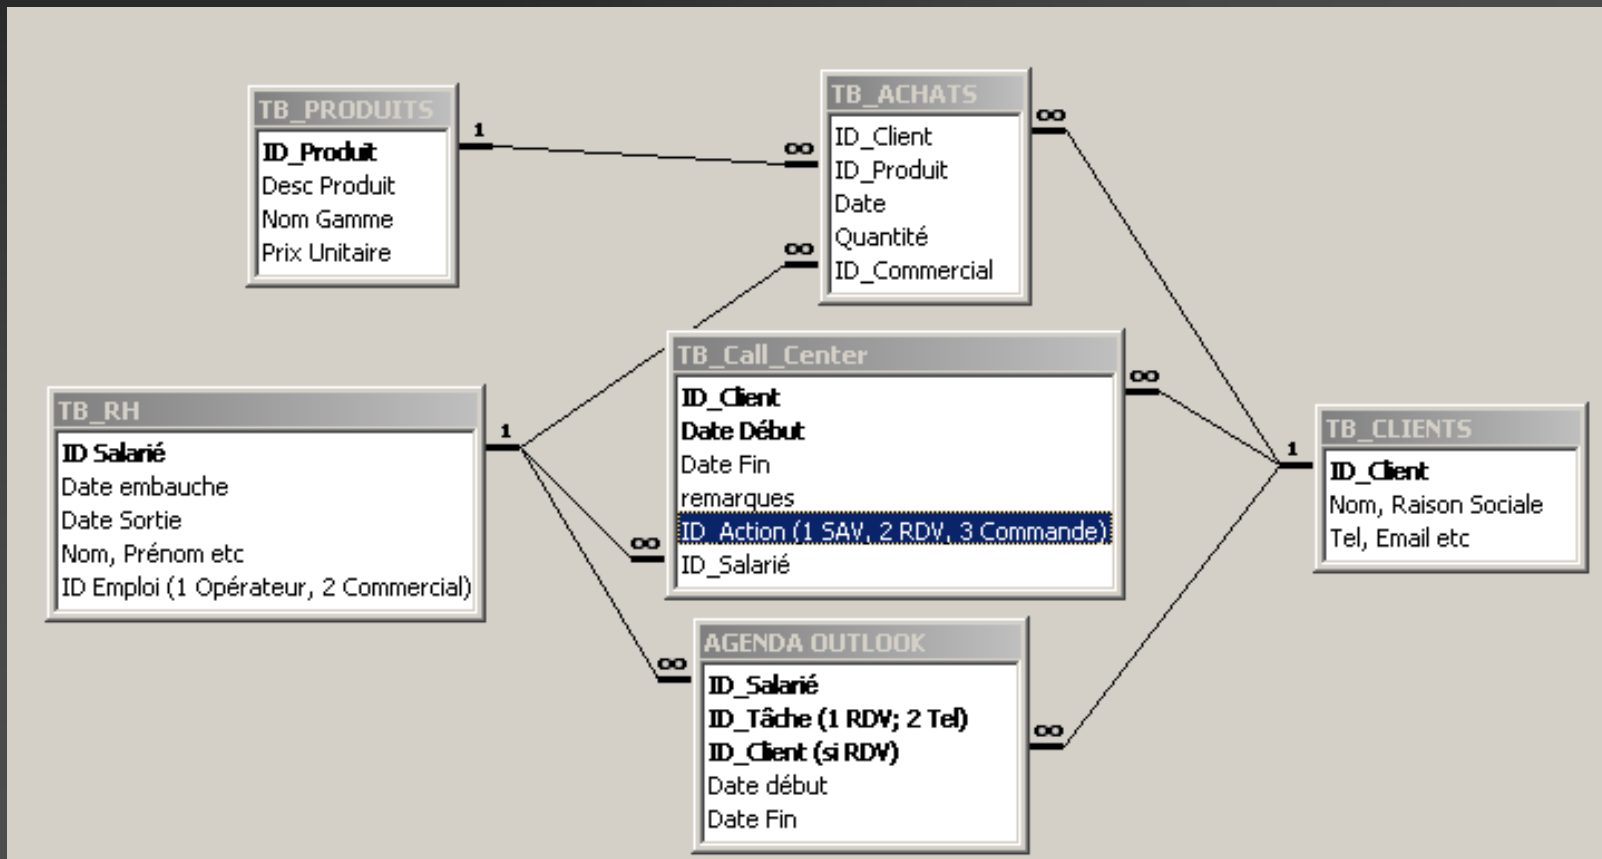 TB_PRODUITS
ID_Produit
Desc Produit
Nom Gamme
Prix Unitaire
1
∞
TB_ACHATS
ID_Client
ID_Produit
Date
Quantité
ID_Commercial
∞
∞
TB_RH
ID Salarié
Date embauche
Date Sortie
Nom, Prénom etc
ID Emploi (1 Opérateur, 2 Commercial)
1
TB_Call_Center
ID_Client
Date Début
Date Fin
remarques
ID_Action (1 SAV, 2 RDV, 3 Commande)
ID_Salarié
∞
∞
TB_CLIENTS
ID_Client
Nom, Raison Sociale
Tel, Email etc
1
AGENDA OUTLOOK
ID_Salarié
ID_Tâche (1 RDV; 2 Tel)
ID_Client (si RDV)
Date début
Date Fin
∞
∞